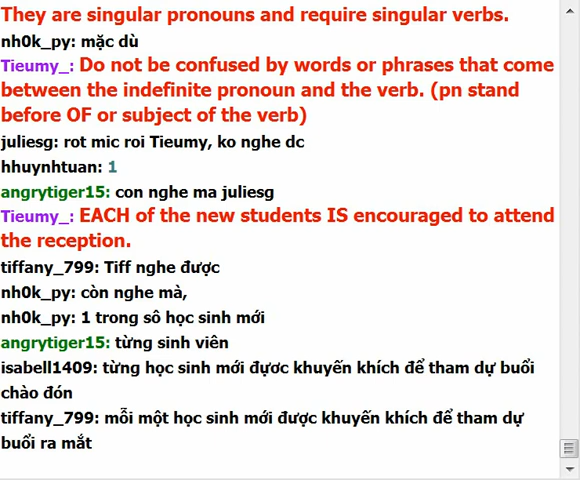 They are singular pronouns and require singular verbs.
nh0k_py: mặc dù
Tieumy_: Do not be confused by words or phrases that come
between the indefinite pronoun and the verb. (pn stand
before OF or subject of the verb)
juliesg: rot mic roi Tieumy, ko nghe dc
hhuynhtuan: 1
angrytiger15: con nghe ma juliesg
Tieumy_: EACH of the new students IS encouraged to attend
the reception.
tiffany_799: Tiff nghe được
nh0k_py: còn nghe mà,
nh0k_py: 1 trong sô học sinh mới
angrytiger15: từng sinh viên
isabell1409: từng học sinh mới đựơc khuyến khích để tham dự buổi
chào đón
tiffany_799: mỗi một học sinh mới được khuyến khích để tham dự
buổi ra mắt